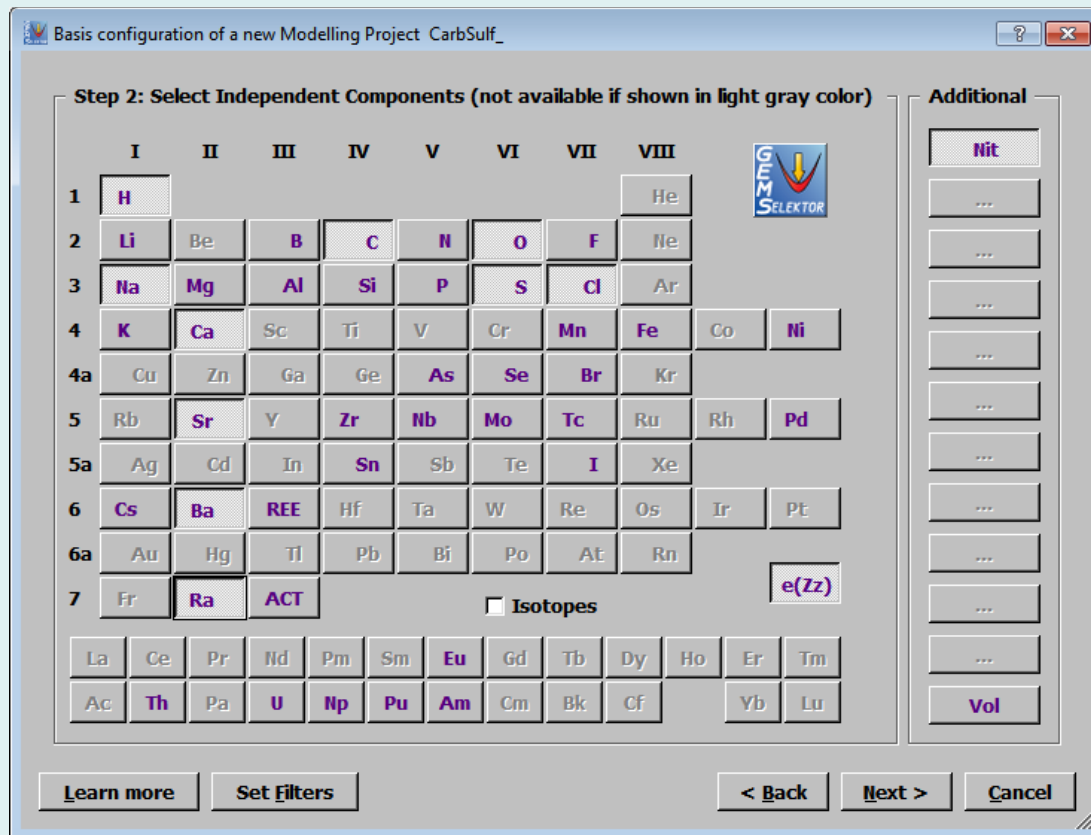 Basis configuration of a new Modelling Project CarbSulf_
Step 2: Select Independent Components (not available if shown in light gray color)
Additional
I II III IV V VI VII VIII
GEMS SELEKTOR
Nit
1 H He
...
2 Li Be B C N O F Ne
...
3 Na Mg Al Si P S Cl Ar
...
4 K Ca Sc Ti V Cr Mn Fe Co Ni
...
4a Cu Zn Ga Ge As Se Br Kr
...
5 Rb Sr Y Zr Nb Mo Tc Ru Rh Pd
...
5a Ag Cd In Sn Sb Te I Xe
...
6 Cs Ba REE Hf Ta W Re Os Ir Pt
...
6a Au Hg Tl Pb Bi Po At Rn
...
7 Fr Ra ACT
Isotopes
e(Zz)
...
La Ce Pr Nd Pm Sm Eu Gd Tb Dy Ho Er Tm
...
Ac Th Pa U Np Pu Am Cm Bk Cf Yb Lu
Vol
Learn more Set Filters < Back Next > Cancel